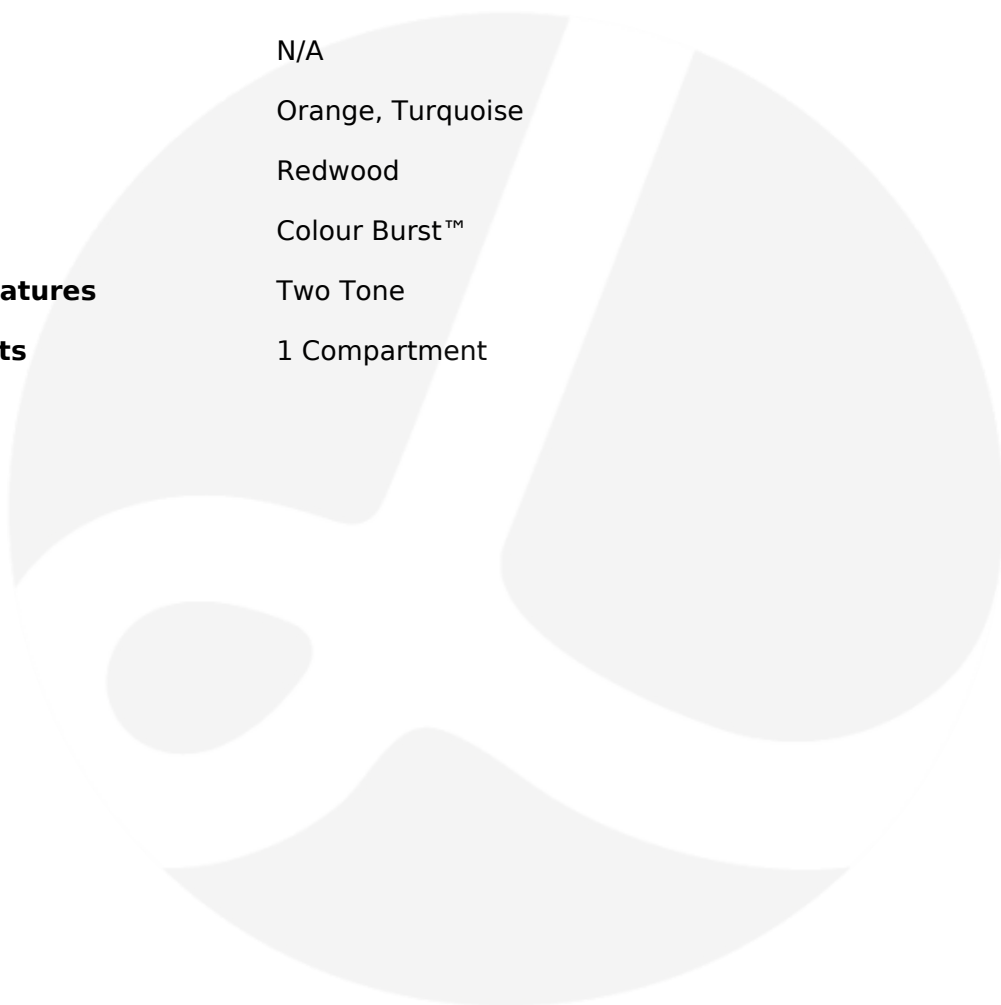 N/A
Orange, Turquoise
Redwood
Colour Burst™
atures Two Tone
ts 1 Compartment